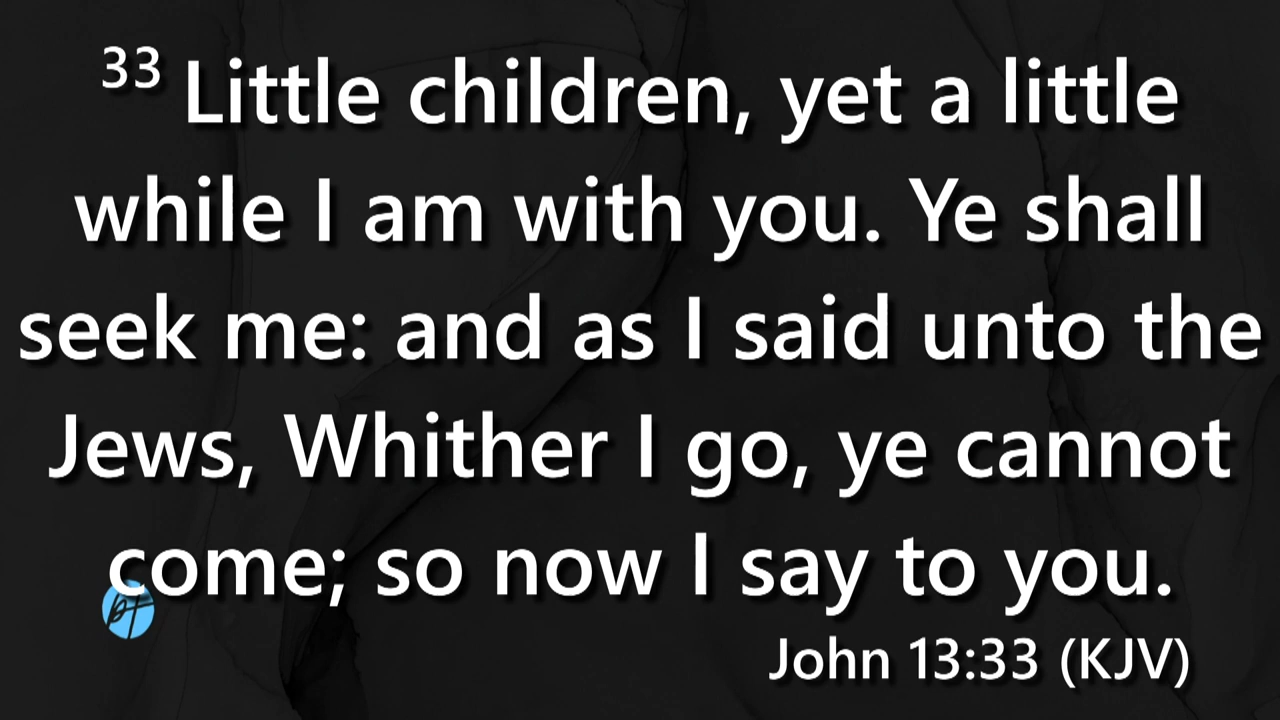 33 Little children, yet a little
while I am with you. Ye shall
seek me: and as I said unto the
Jews, Whither I go, ye cannot
come; so now I say to you.
John 13:33 (KJV)